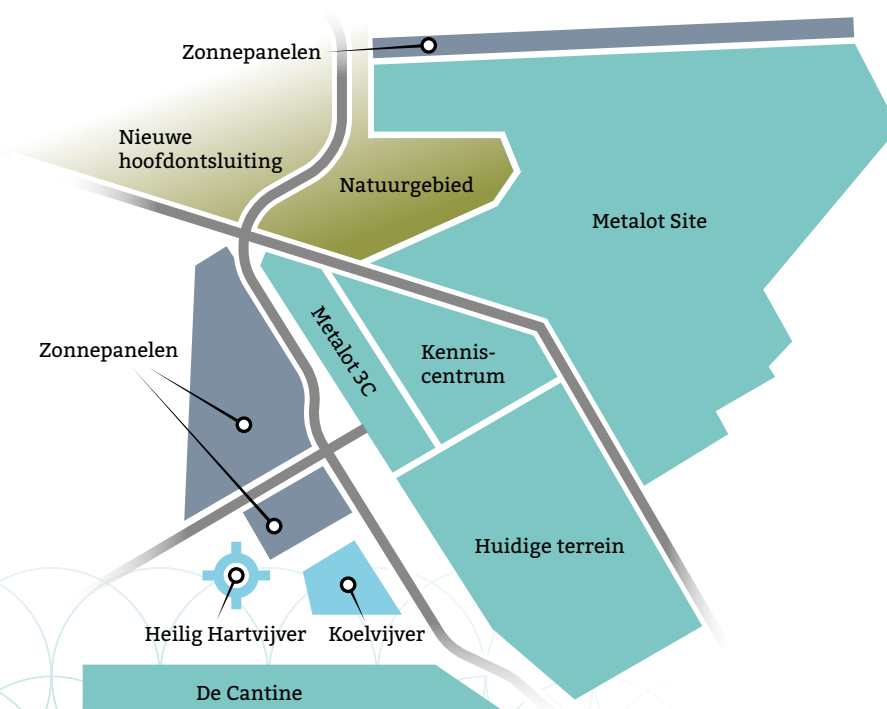 Zonnepanelen
Nieuwe
hoofdontsluiting
Natuurgebied
Metalot Site
Metalot 3C
Kennis-
centrum
Zonnepanelen
Huidige terrein
Heilig Hartvijver
Koelvijver
De Cantine